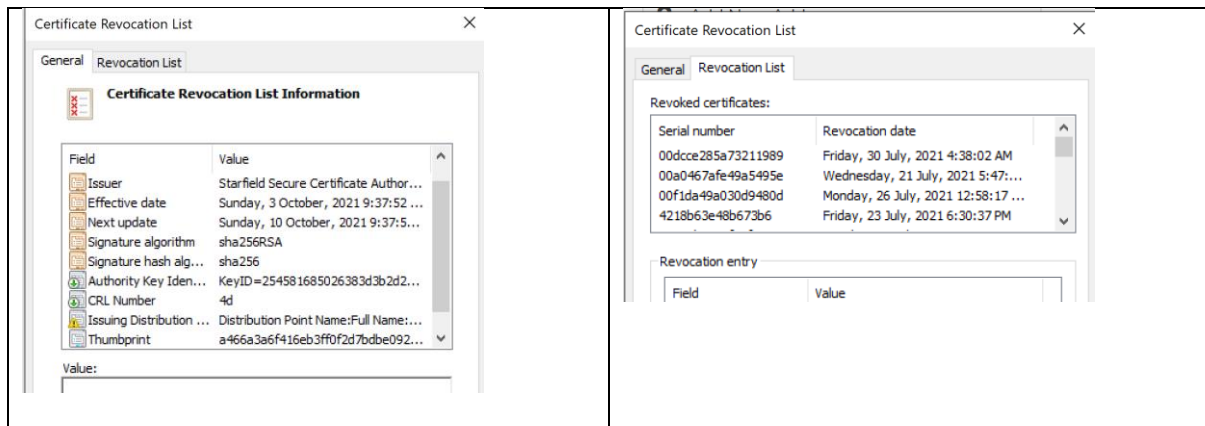 Certificate Revocation List
General Revocation List
Certificate Revocation List Information
Field Value
Issuer Starfield Secure Certificate Author...
Effective date Sunday, 3 October, 2021 9:37:52 ...
Next update Sunday, 10 October, 2021 9:37:5...
Signature algorithm sha256RSA
Signature hash alg... sha256
Authority Key Iden... KeyID=254581685026383d3b2d2...
CRL Number 4d
Issuing Distribution ... Distribution Point Name:Full Name:...
Thumbprint a466a3a6f416eb3ff0f2d7bdbe092...
Value:
Certificate Revocation List
General Revocation List
Revoked certificates:
Serial number Revocation date
00dcce285a73211989 Friday, 30 July, 2021 4:38:02 AM
00a0467afe49a5495e Wednesday, 21 July, 2021 5:47:...
00f1da49a030d9480d Monday, 26 July, 2021 12:58:17 ...
4218b63e48b673b6 Friday, 23 July, 2021 6:30:37 PM
Revocation entry
Field Value